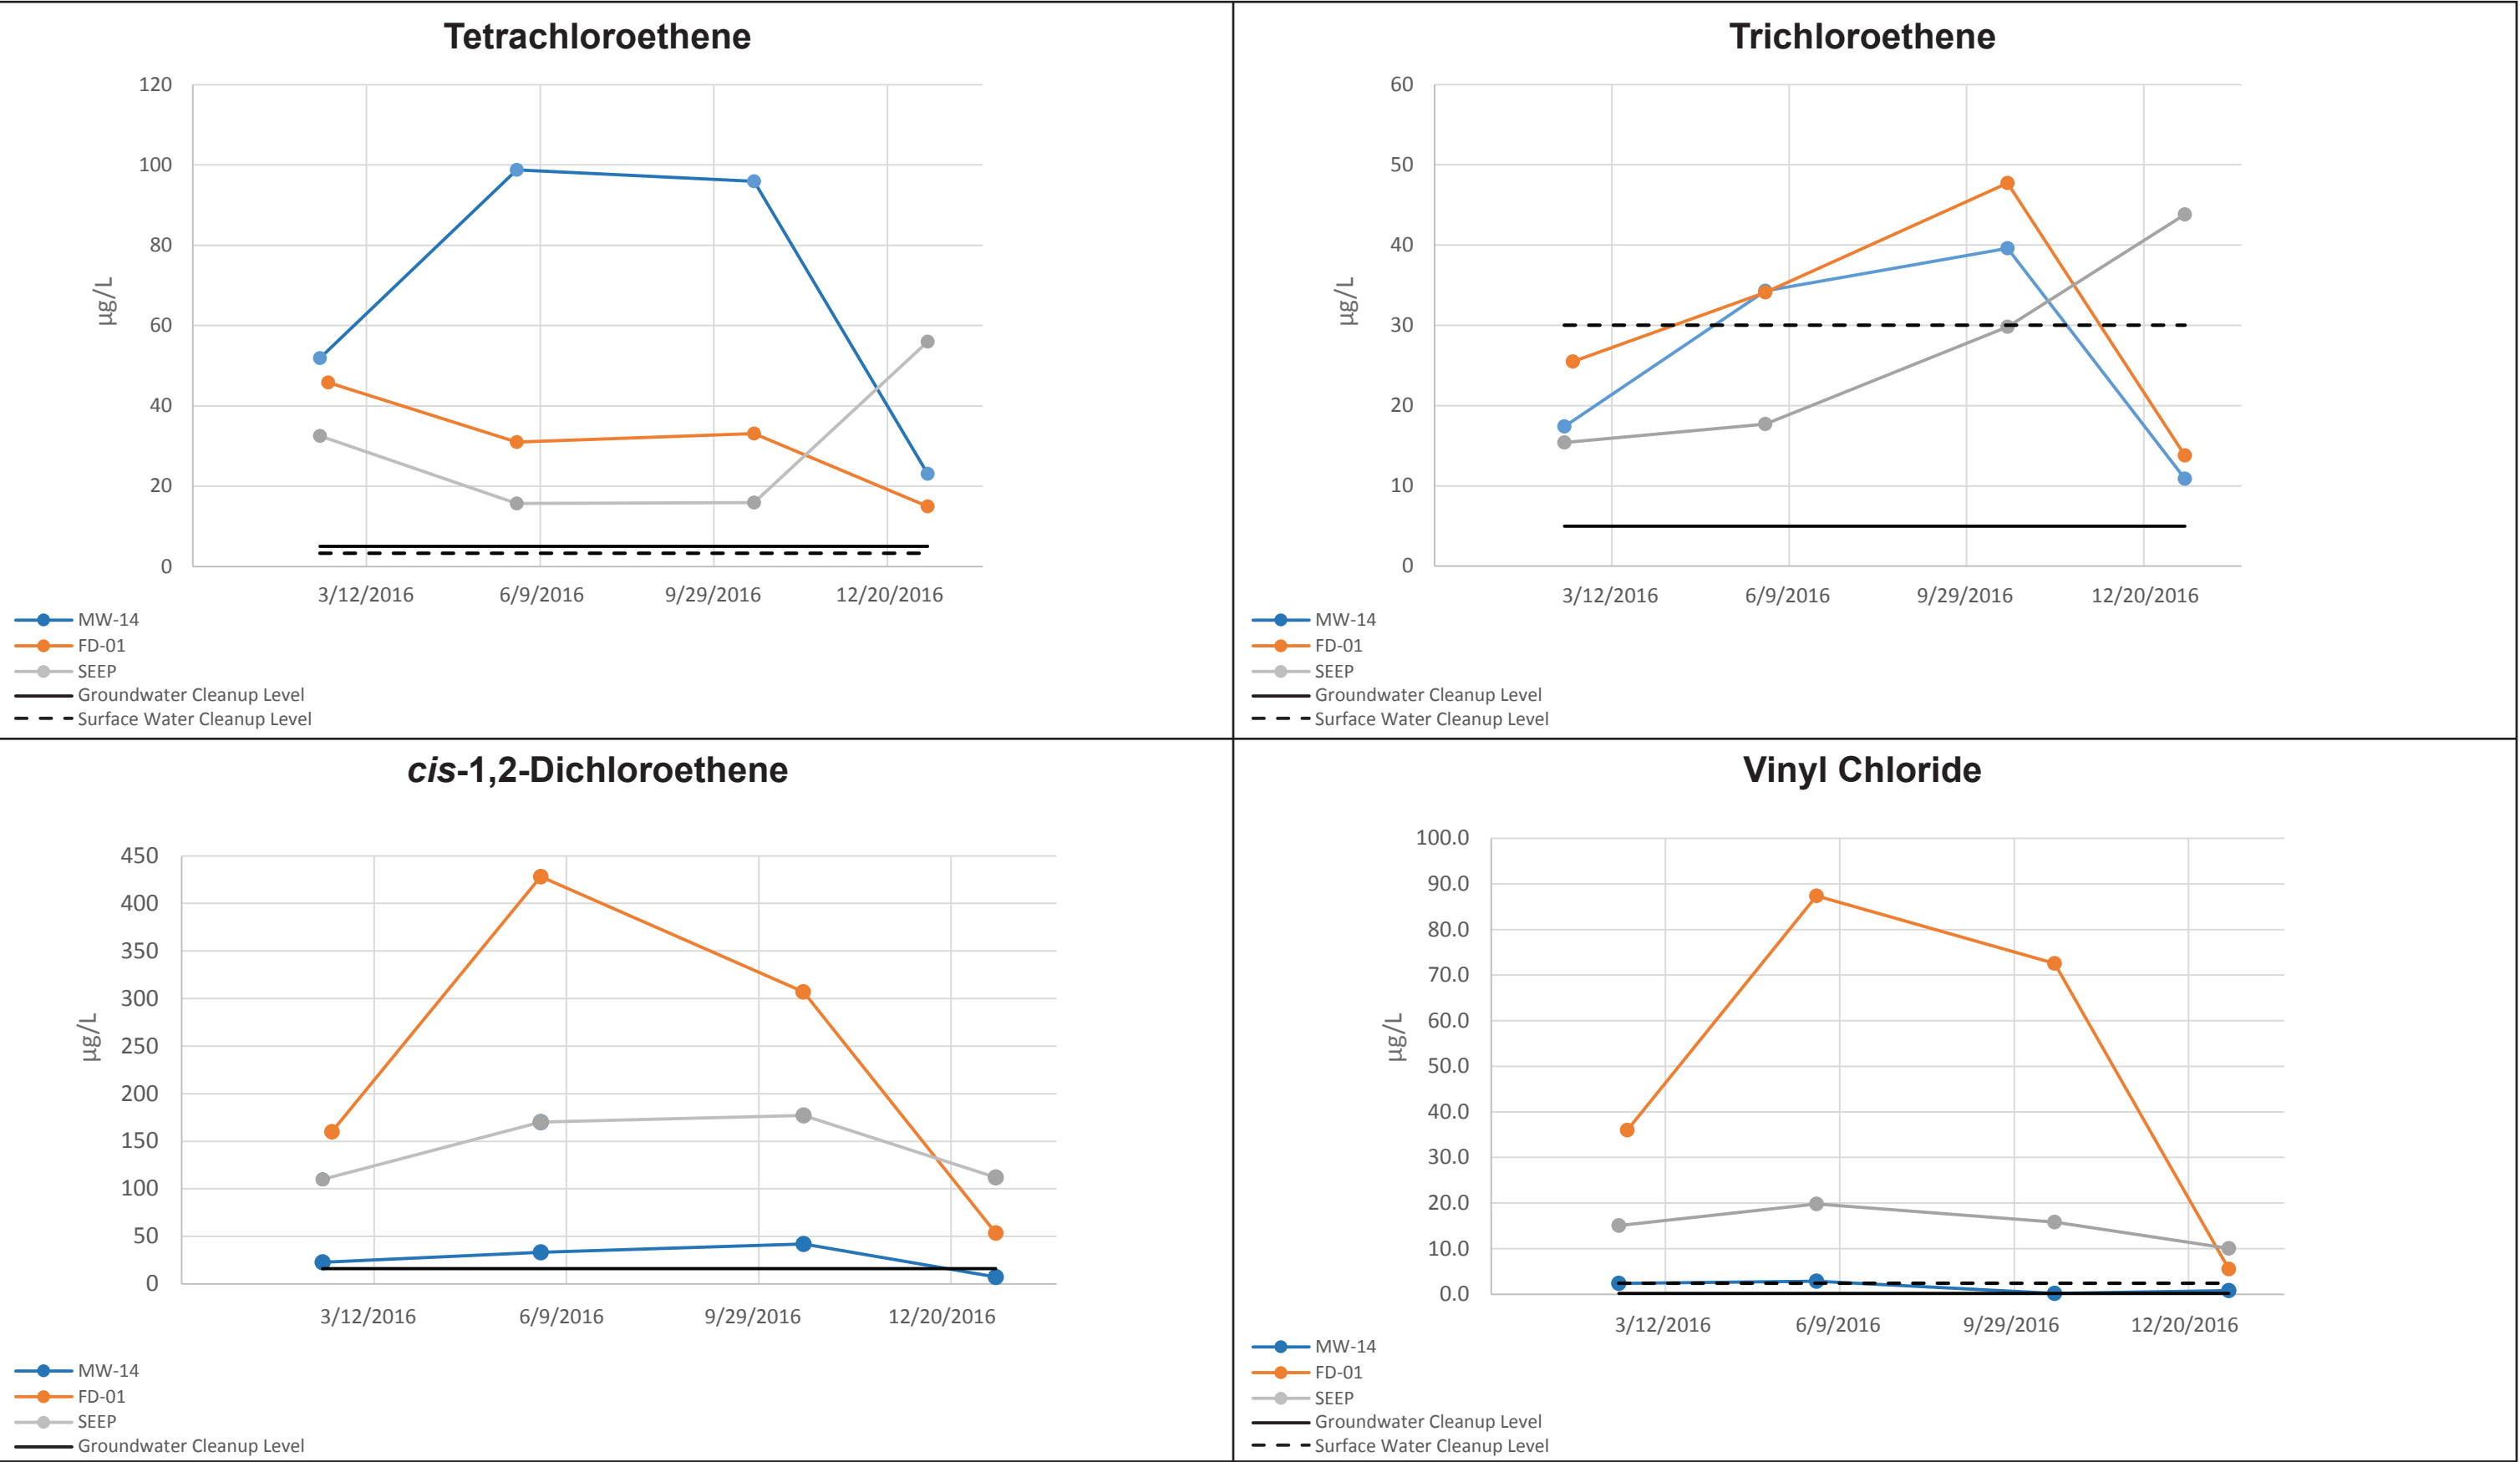 Tetrachloroethene
120
100
80
60
40
20
0
µg/L
3/12/2016 6/9/2016 9/29/2016 12/20/2016
MW-14
FD-01
SEEP
Groundwater Cleanup Level
Surface Water Cleanup Level
Trichloroethene
60
50
40
30
20
10
0
µg/L
3/12/2016 6/9/2016 9/29/2016 12/20/2016
MW-14
FD-01
SEEP
Groundwater Cleanup Level
Surface Water Cleanup Level
cis-1,2-Dichloroethene
450
400
350
300
250
200
150
100
50
0
µg/L
3/12/2016 6/9/2016 9/29/2016 12/20/2016
MW-14
FD-01
SEEP
Groundwater Cleanup Level
Vinyl Chloride
100.0
90.0
80.0
70.0
60.0
50.0
40.0
30.0
20.0
10.0
0.0
µg/L
3/12/2016 6/9/2016 9/29/2016 12/20/2016
MW-14
FD-01
SEEP
Groundwater Cleanup Level
Surface Water Cleanup Level